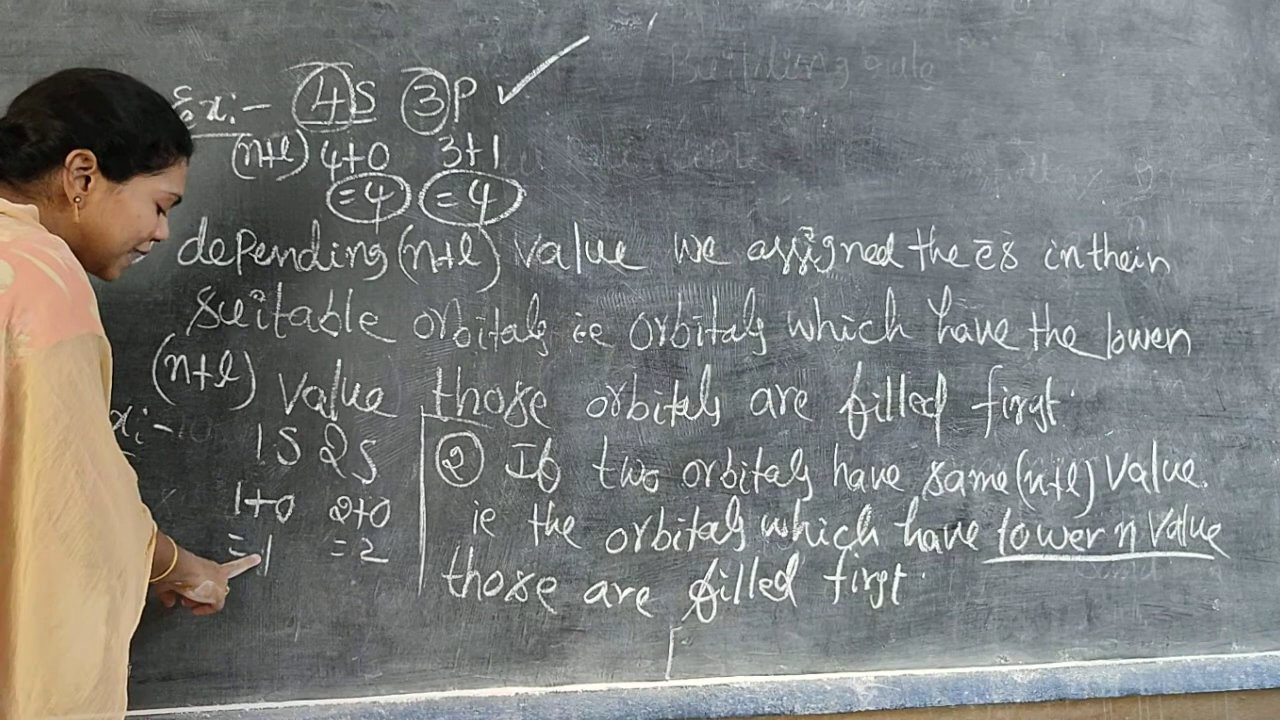 Ex:- 4S 3P ✓
(n+l) 4+0 3+1
=4 =4
depending (n+l) value we assigned the ēs in their
suitable orbitals ie orbitals which have the lower
(n+l) value those orbitals are filled first.
x:- 1S 2S
1+0 2+0
=1 =2
② If two orbitals have same (n+l) value.
ie the orbitals which have lower n value
those are filled first.
Building